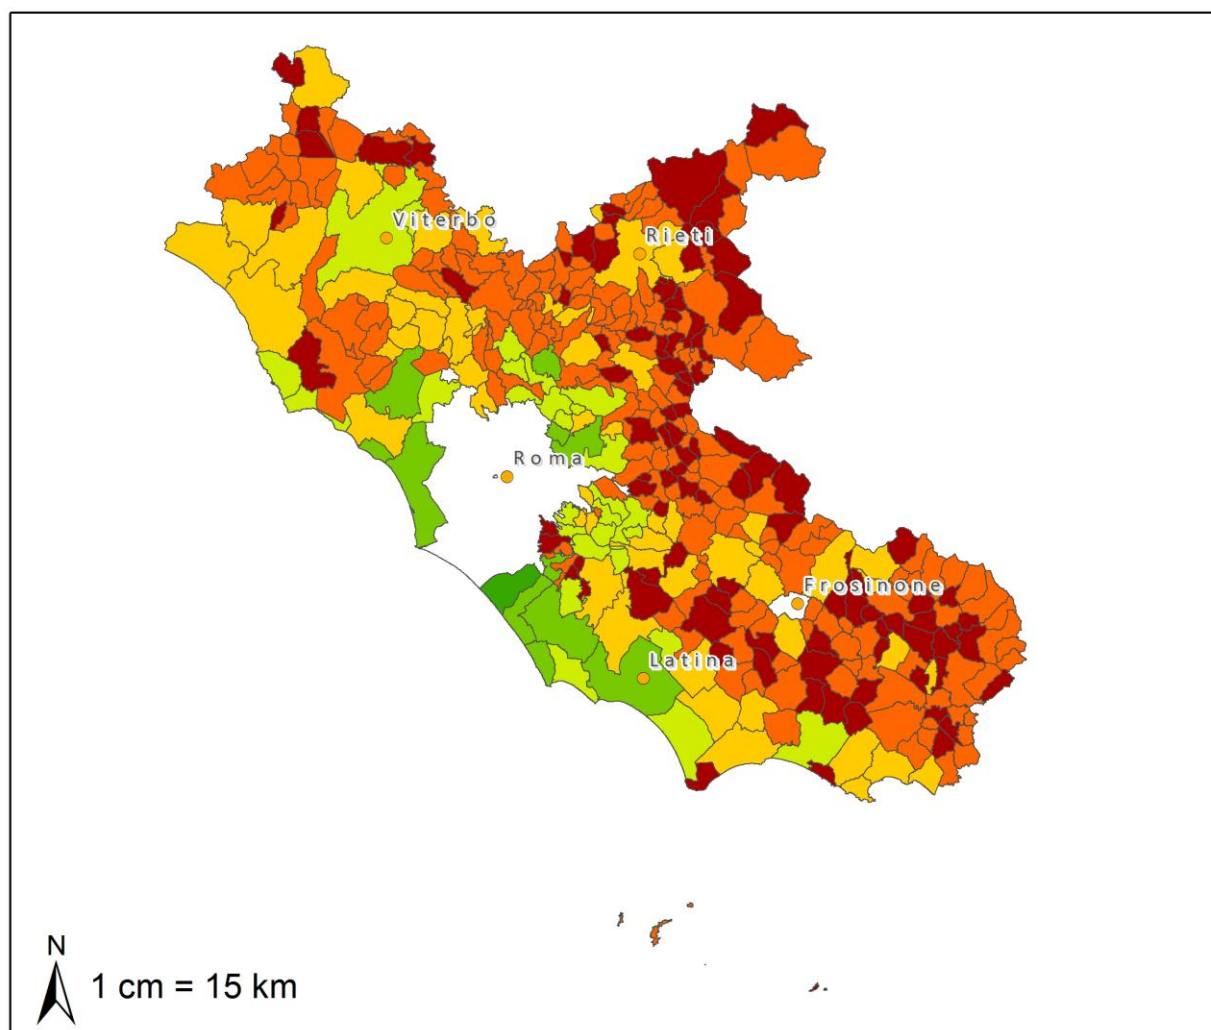 Viterbo
Rieti
Roma
Frosinone
Latina
N
1 cm = 15 km